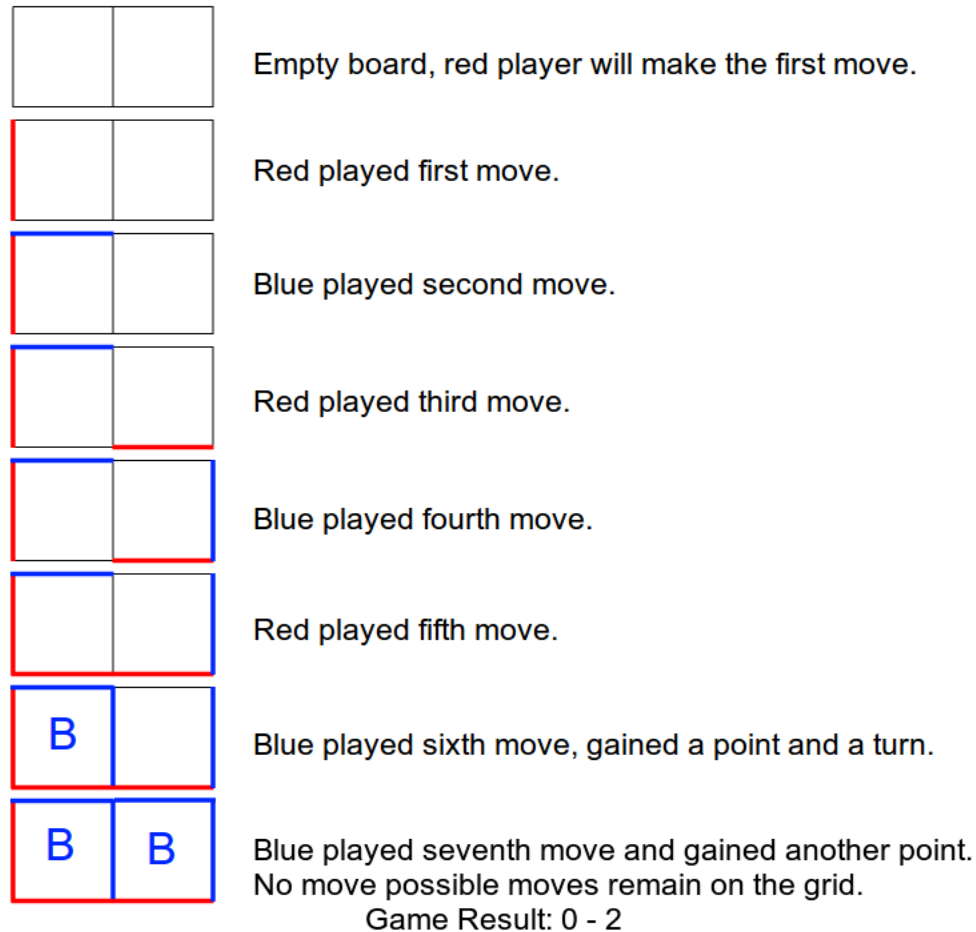 Empty board, red player will make the first move.
Red played first move.
Blue played second move.
Red played third move.
Blue played fourth move.
Red played fifth move.
B
Blue played sixth move, gained a point and a turn.
B B
Blue played seventh move and gained another point.
No move possible moves remain on the grid.
Game Result: 0 - 2